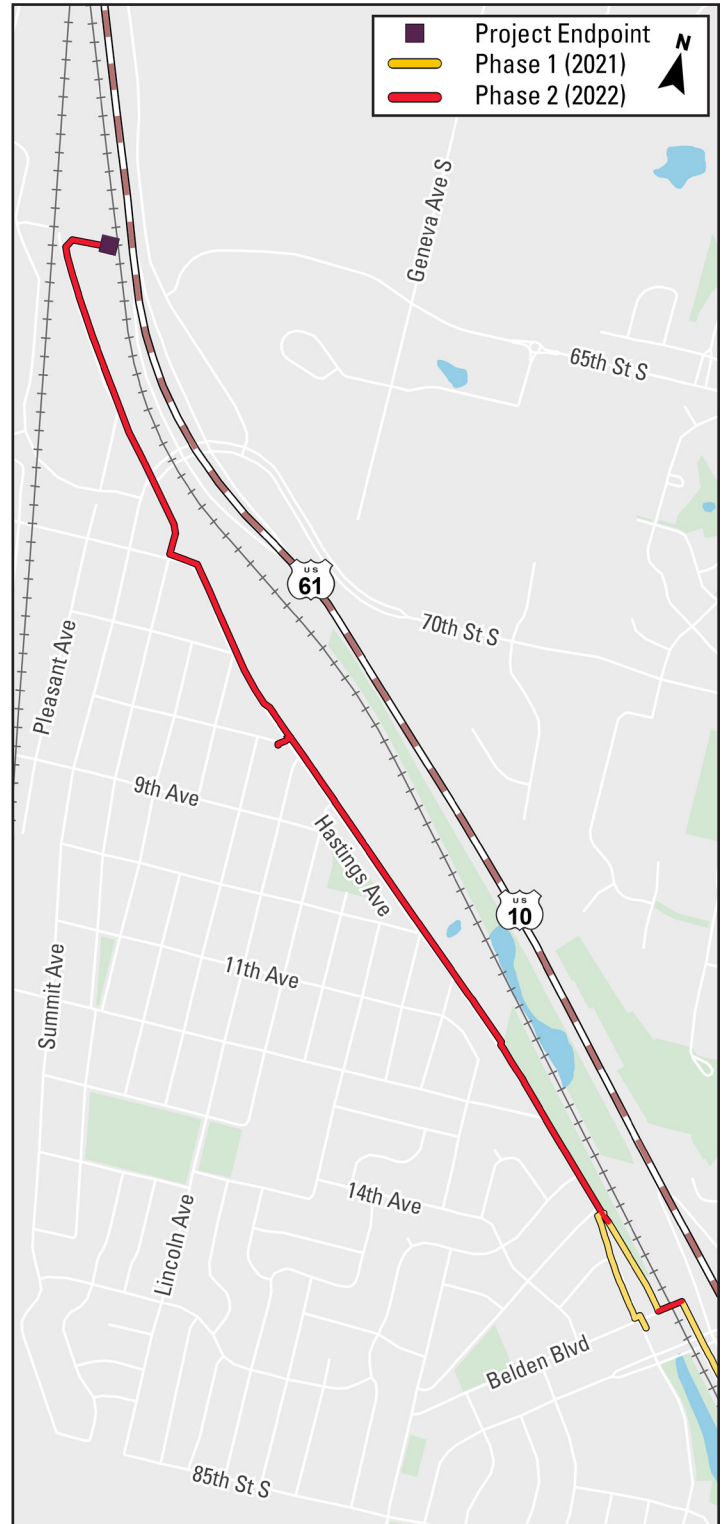 Project Endpoint
Phase 1 (2021)
Phase 2 (2022)
N
Geneva Ave S
65th St S
US
61
70th St S
Pleasant Ave
9th Ave
Hastings Ave
US
10
11th Ave
Summit Ave
14th Ave
Lincoln Ave
Belden Blvd
85th St S